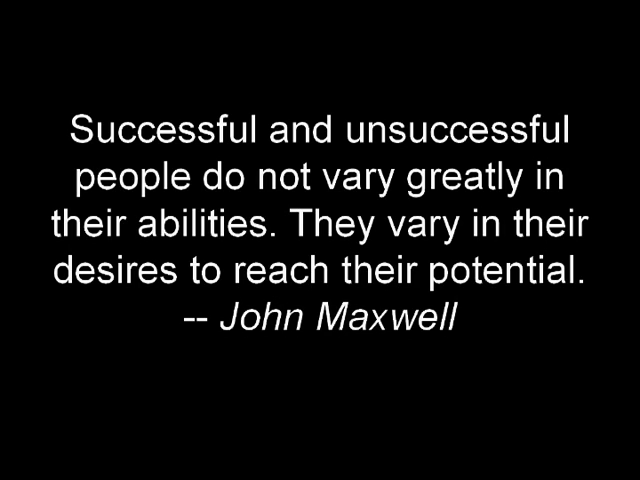 Successful and unsuccessful
people do not vary greatly in
their abilities. They vary in their
desires to reach their potential.
-- John Maxwell